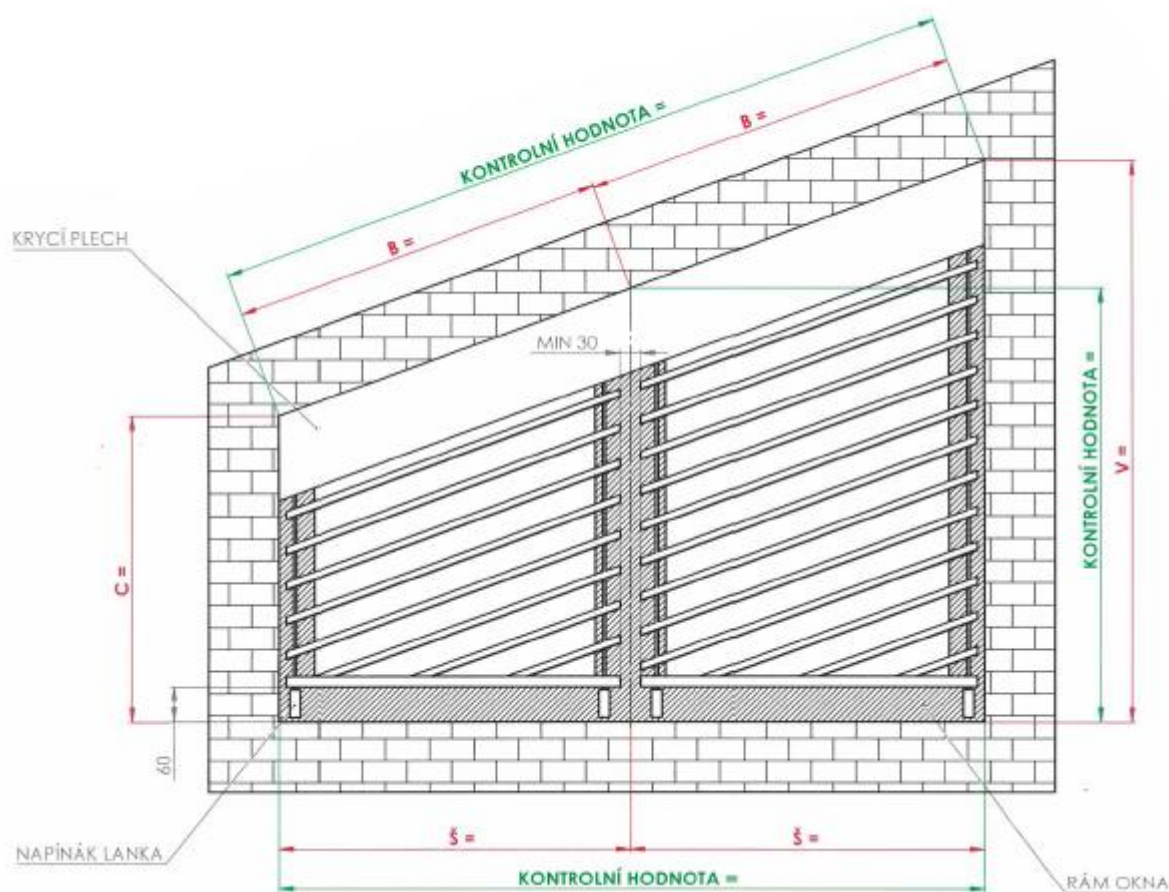 KONTROLNÍ HODNOTA =
B =
B =
KRYCÍ PLECH
MIN 30
KONTROLNÍ HODNOTA =
V =
C =
60
NAPÍNÁK LANKA
Š =
Š =
KONTROLNÍ HODNOTA =
RÁM OKNA